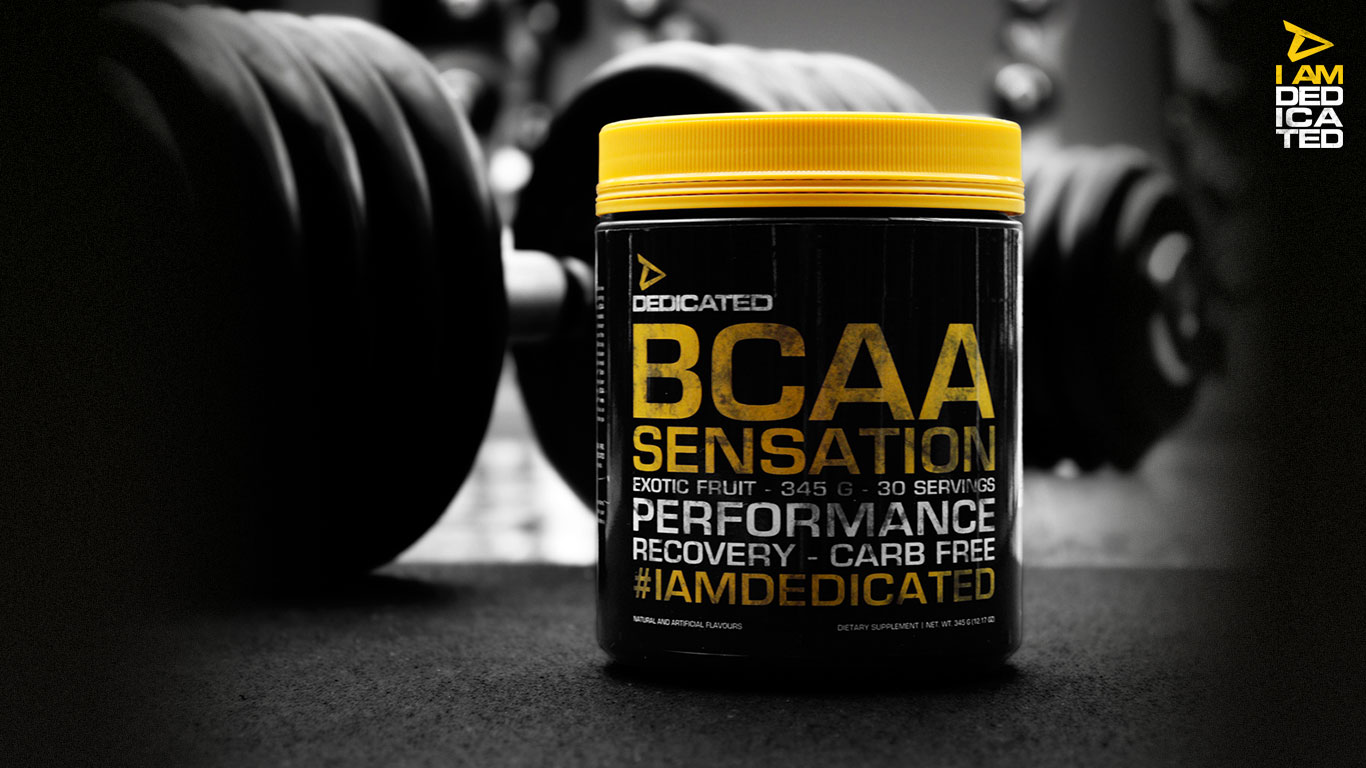 I AM
DED
ICA
TED
DEDICATED
BCAA
SENSATION
EXOTIC FRUIT - 345 G - 30 SERVINGS
PERFORMANCE
RECOVERY - CARB FREE
#IAMDEDICATED
NATURAL AND ARTIFICIAL FLAVOURS
DIETARY SUPPLEMENT | NET. WT. 345 G (12.17 OZ)